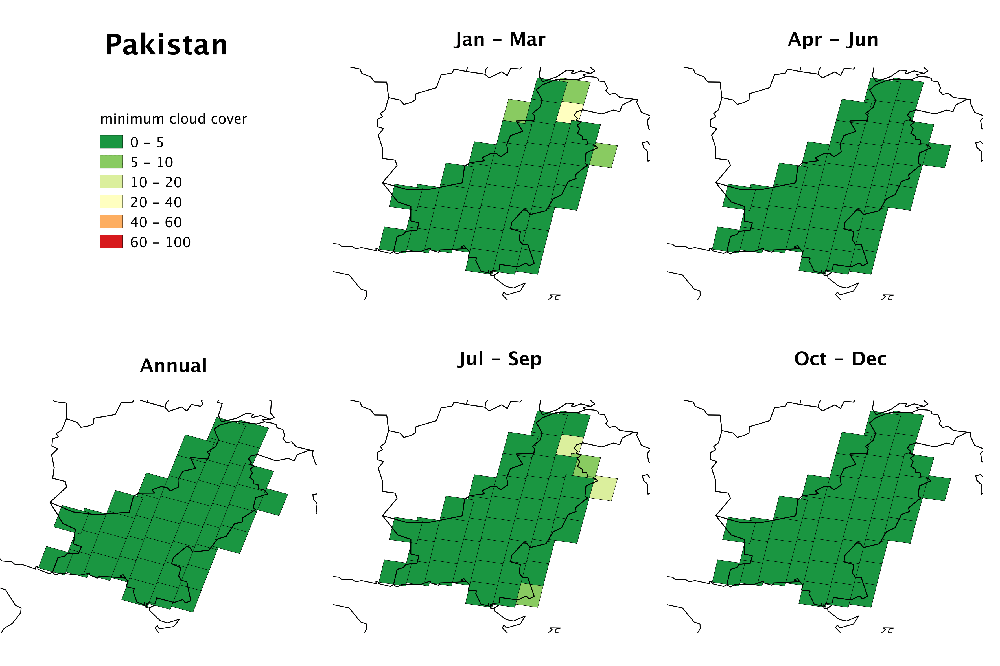 Pakistan
minimum cloud cover
0 – 5
5 – 10
10 – 20
20 – 40
40 – 60
60 – 100
Jan – Mar
Apr – Jun
Annual
Jul – Sep
Oct – Dec